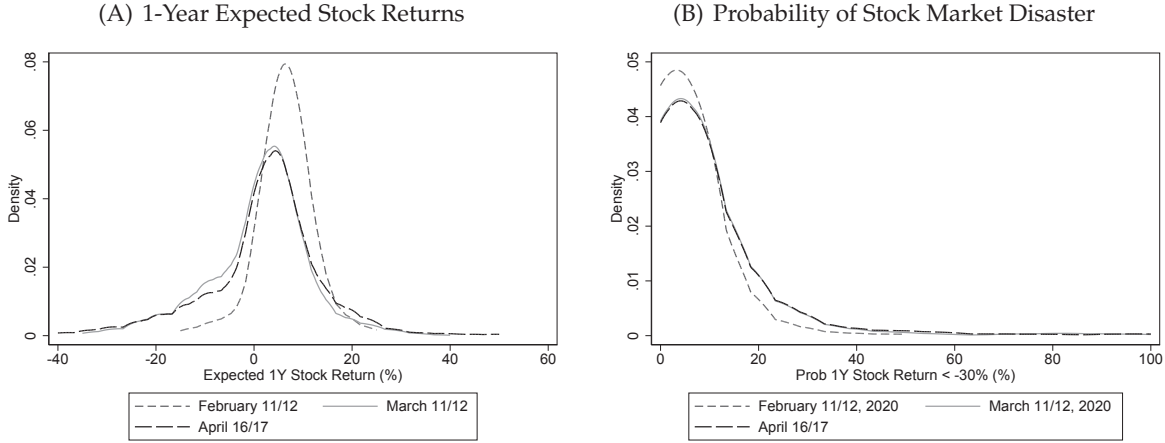 (A) 1-Year Expected Stock Returns
(B) Probability of Stock Market Disaster
.08
.06
.04
.02
0
Density
-40
-20
0
20
40
60
Expected 1Y Stock Return (%)
February 11/12
March 11/12
April 16/17
.05
.04
.03
.02
.01
0
Density
0
20
40
60
80
100
Prob 1Y Stock Return < -30% (%)
February 11/12, 2020
March 11/12, 2020
April 16/17